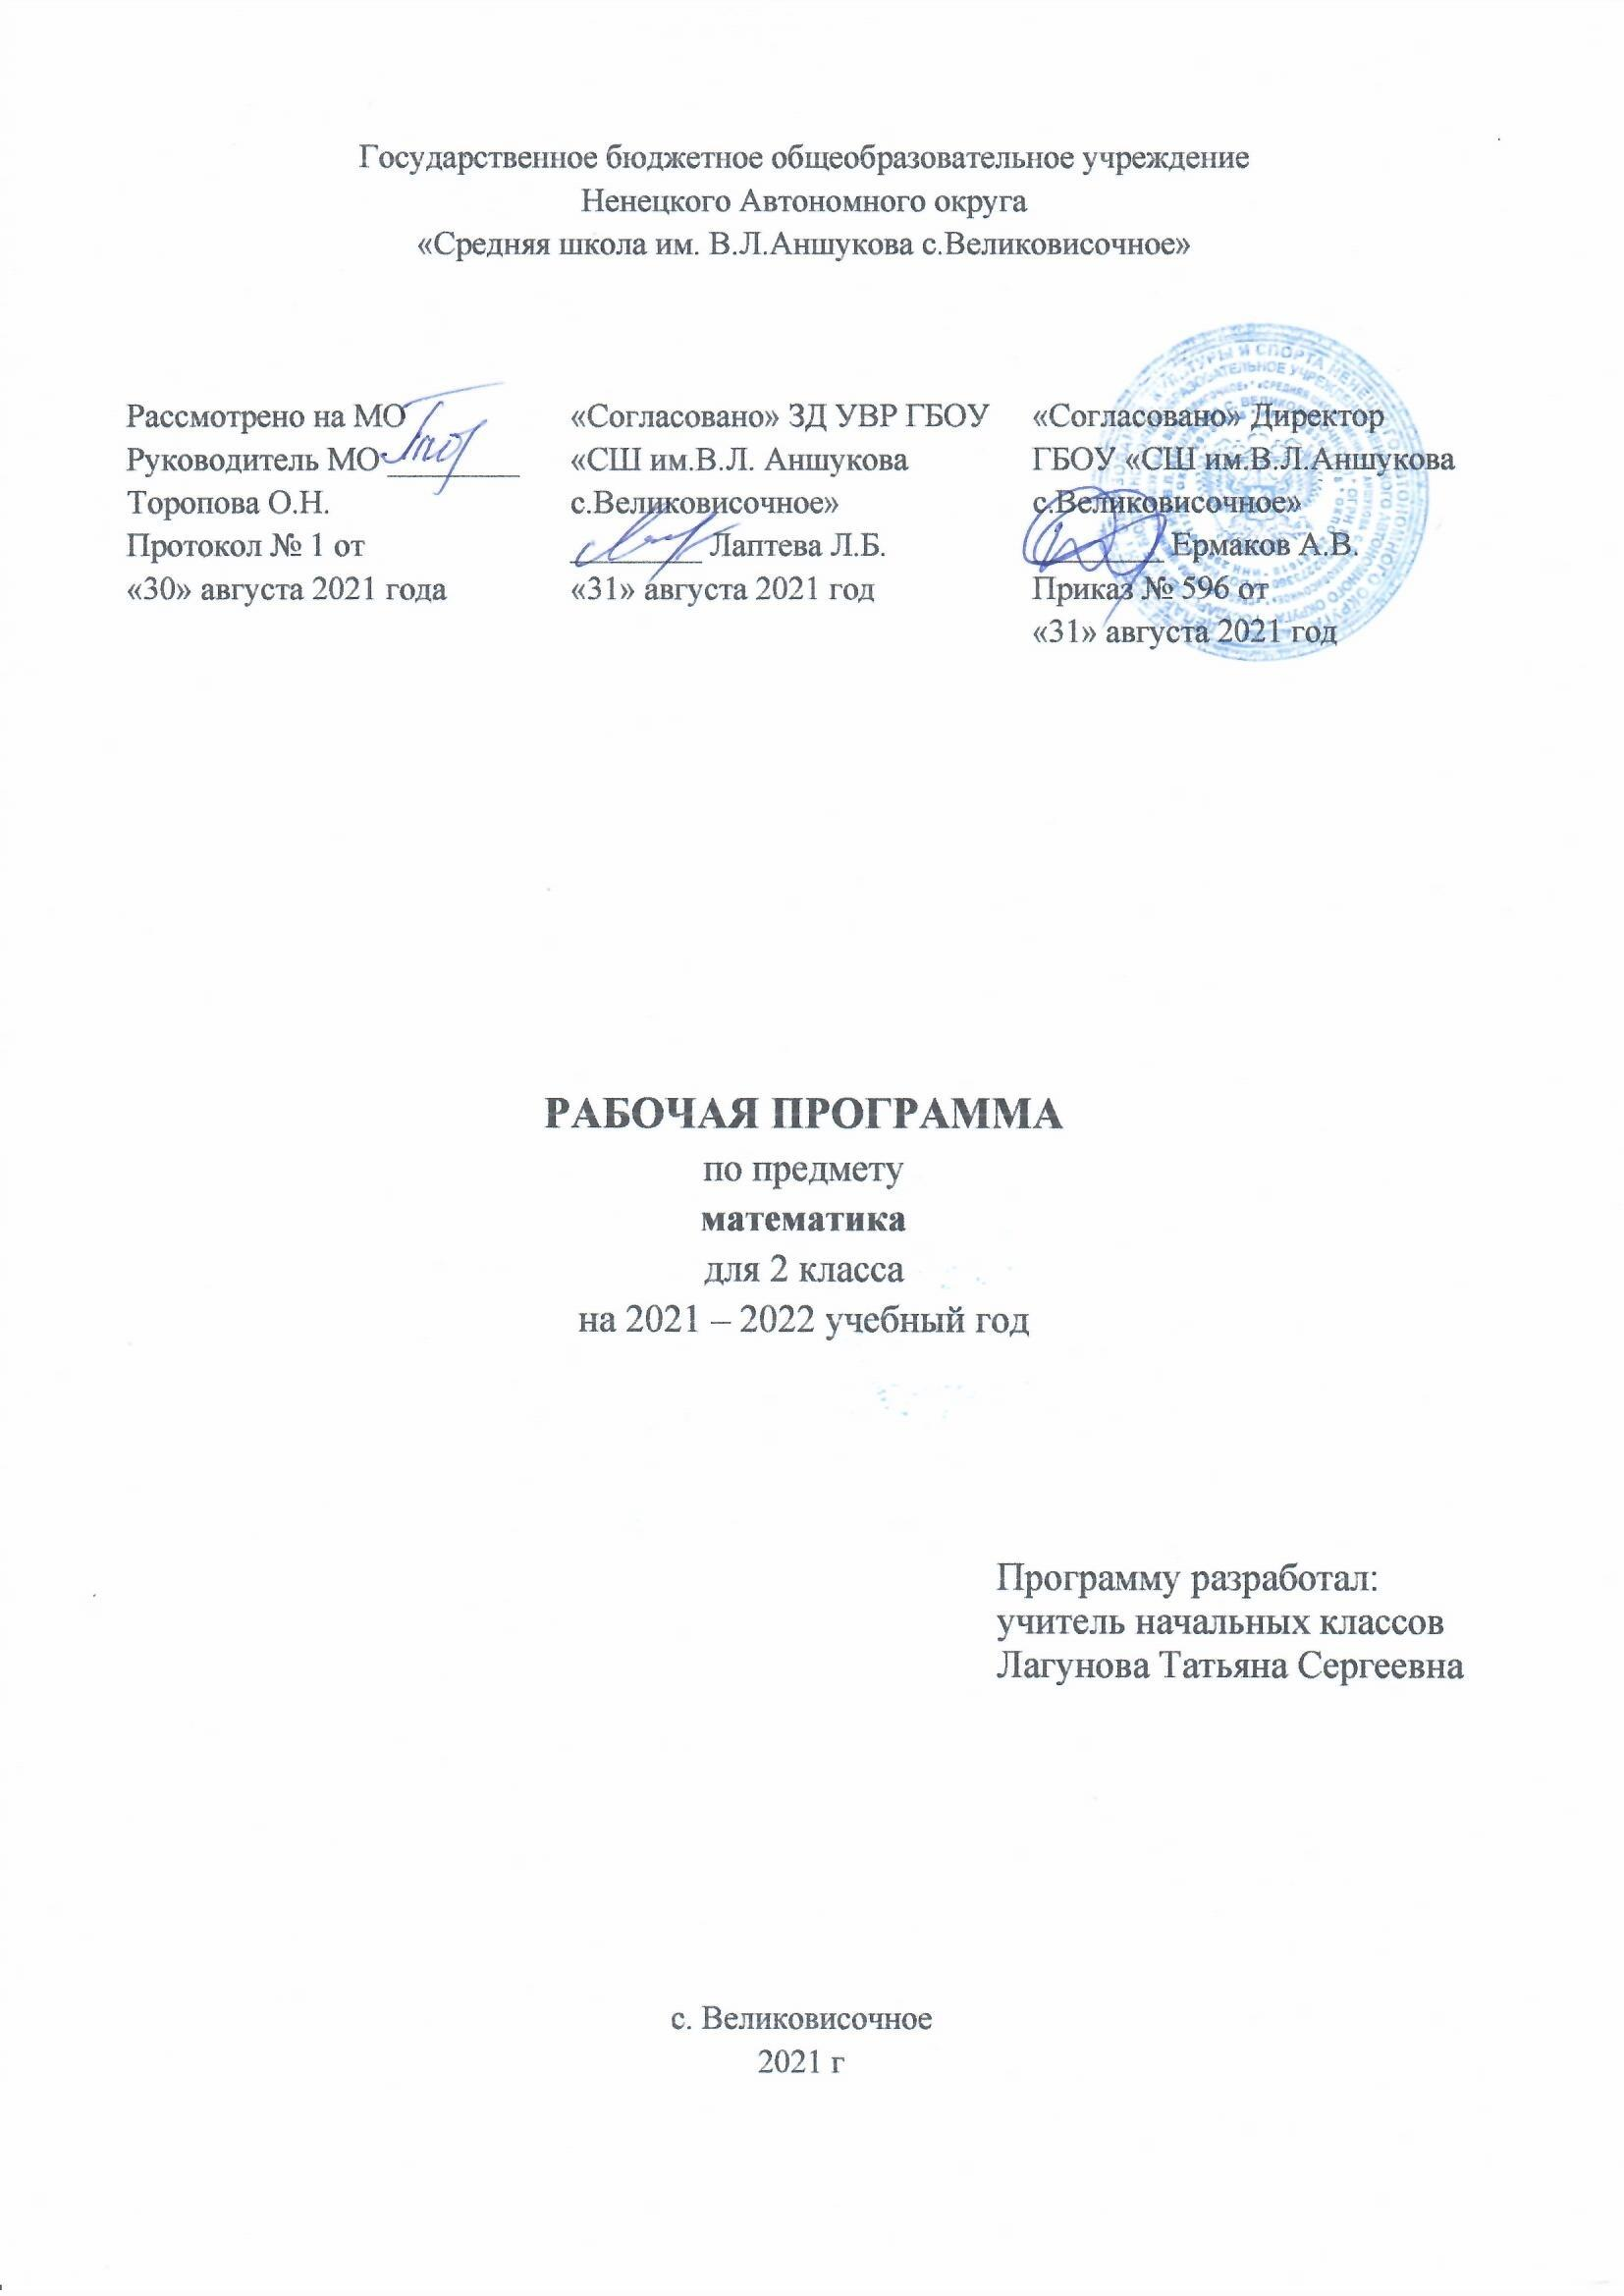 Государственное бюджетное общеобразовательное учреждение
Ненецкого Автономного округа
«Средняя школа им. В.Л.Аншукова с.Великовисочное»
Рассмотрено на МО
Руководитель МО ________
Торопова О.Н.
Протокол № 1 от
«30» августа 2021 года
«Согласовано» ЗД УВР ГБОУ
«СШ им.В.Л. Аншукова
с.Великовисочное»
________ Лаптева Л.Б.
«31» августа 2021 год
«Согласовано» Директор
ГБОУ «СШ им.В.Л.Аншукова
с.Великовисочное»
________ Ермаков А.В.
Приказ № 596 от
«31» августа 2021 год
РАБОЧАЯ ПРОГРАММА
по предмету
математика
для 2 класса
на 2021 – 2022 учебный год
Программу разработал:
учитель начальных классов
Лагунова Татьяна Сергеевна
с. Великовисочное
2021 г